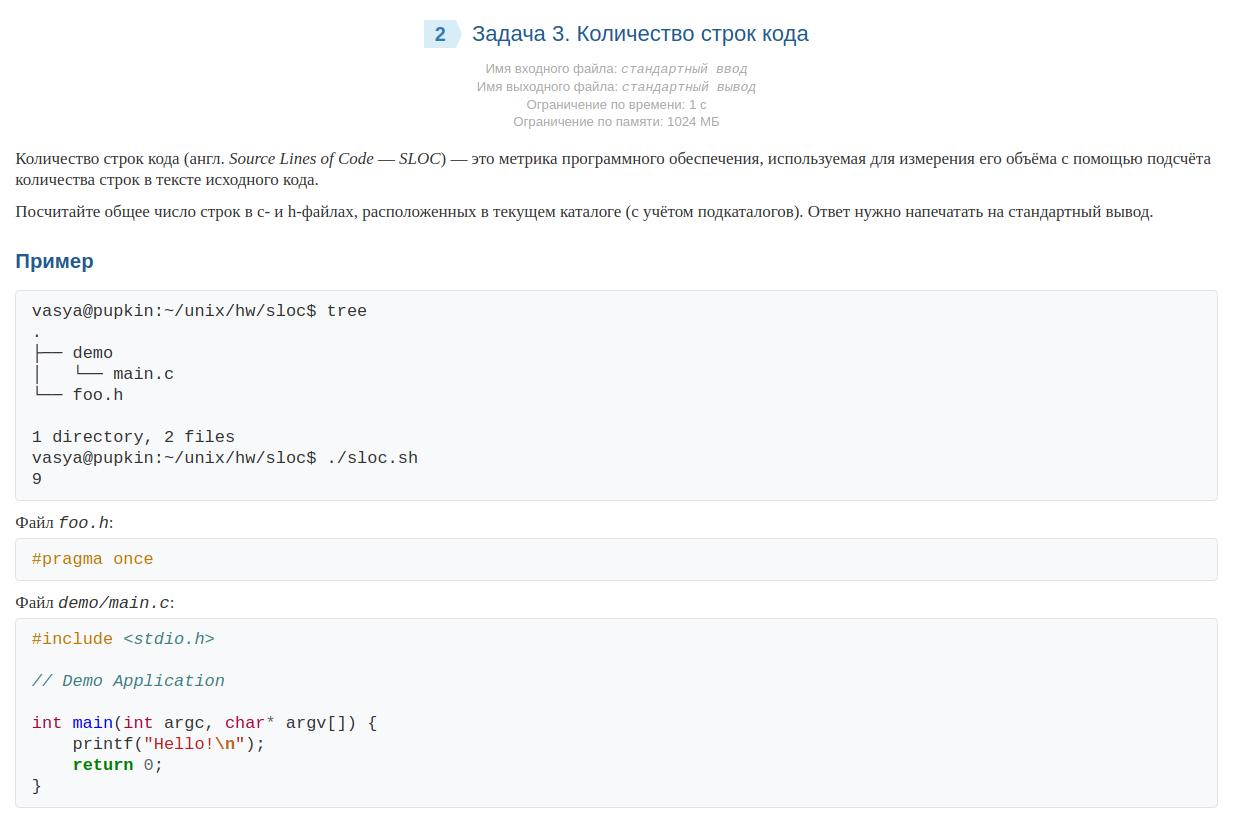 2 Задача 3. Количество строк кода
Имя входного файла: стандартный ввод
Имя выходного файла: стандартный вывод
Ограничение по времени: 1 с
Ограничение по памяти: 1024 МБ
Количество строк кода (англ. Source Lines of Code — SLOC) — это метрика программного обеспечения, используемая для измерения его объёма с помощью подсчёта
количества строк в тексте исходного кода.
Посчитайте общее число строк в c- и h-файлах, расположенных в текущем каталоге (с учётом подкаталогов). Ответ нужно напечатать на стандартный вывод.
Пример
vasya@pupkin:~/unix/hw/sloc$ tree
.
├── demo
│   └── main.c
└── foo.h
1 directory, 2 files
vasya@pupkin:~/unix/hw/sloc$ ./sloc.sh
9
Файл foo.h:
#pragma once
Файл demo/main.c:
#include <stdio.h>
// Demo Application
int main(int argc, char* argv[]) {
    printf("Hello!\n");
    return 0;
}